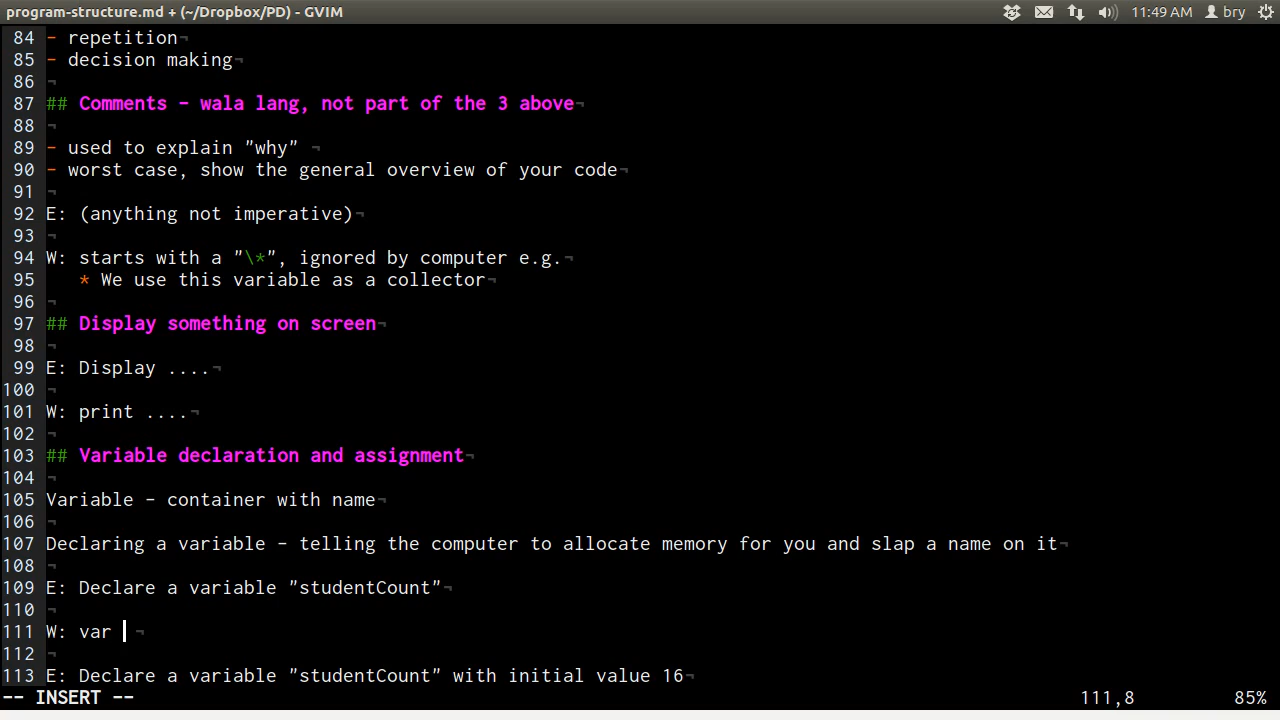 program-structure.md + (~/Dropbox/PD) - GVIM 11:49 AM bry
84 - repetition¬
85 - decision making¬
86 ¬
87 ## Comments - wala lang, not part of the 3 above¬
88 ¬
89 - used to explain "why" ¬
90 - worst case, show the general overview of your code¬
91 ¬
92 E: (anything not imperative)¬
93 ¬
94 W: starts with a "\*", ignored by computer e.g.¬
95 * We use this variable as a collector¬
96 ¬
97 ## Display something on screen¬
98 ¬
99 E: Display ....¬
100 ¬
101 W: print ....¬
102 ¬
103 ## Variable declaration and assignment¬
104 ¬
105 Variable - container with name¬
106 ¬
107 Declaring a variable - telling the computer to allocate memory for you and slap a name on it¬
108 ¬
109 E: Declare a variable "studentCount"¬
110 ¬
111 W: var ¬
112 ¬
113 E: Declare a variable "studentCount" with initial value 16¬
-- INSERT -- 111,8 85%